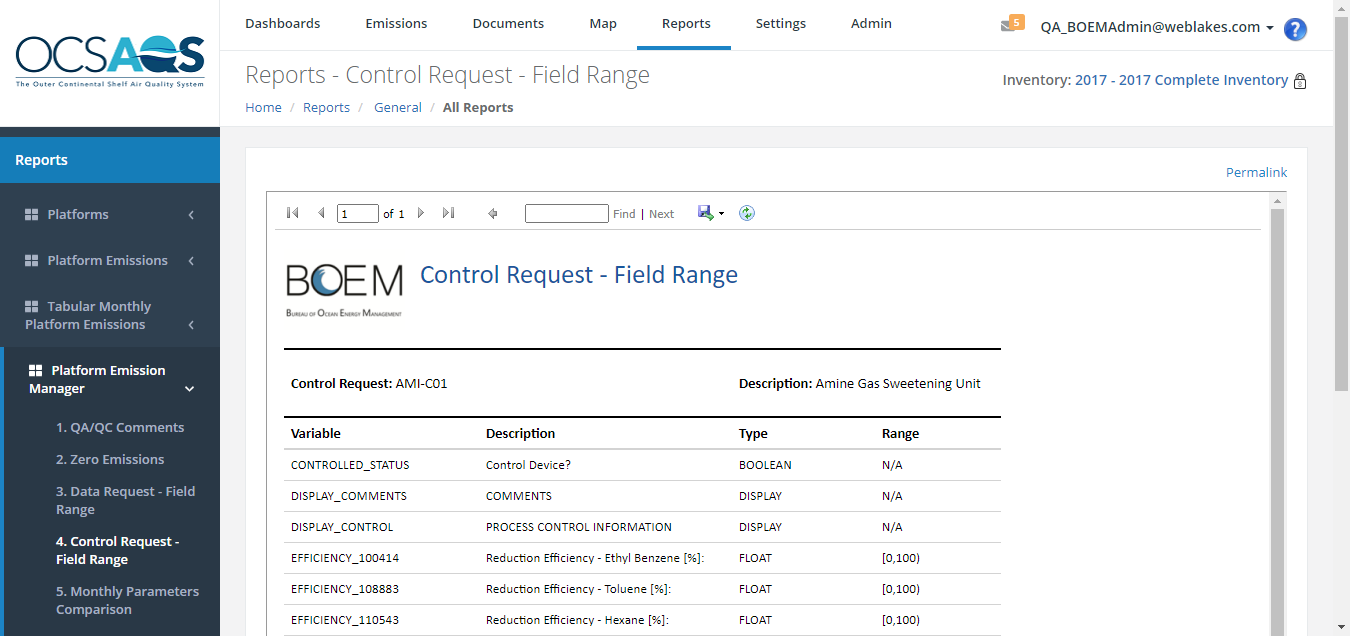 OCSAQS
The Outer Continental Shelf Air Quality System
Dashboards Emissions Documents Map Reports Settings Admin
5 QA_BOEMAdmin@weblakes.com ?
Reports - Control Request - Field Range
Inventory: 2017 - 2017 Complete Inventory
Home / Reports / General / All Reports
Reports
Platforms
Platform Emissions
Tabular Monthly
Platform Emissions
Platform Emission
Manager
1. QA/QC Comments
2. Zero Emissions
3. Data Request - Field
Range
4. Control Request -
Field Range
5. Monthly Parameters
Comparison
Permalink
1 of 1 Find | Next
BOEM
Bureau of Ocean Energy Management
Control Request - Field Range
Control Request: AMI-C01 Description: Amine Gas Sweetening Unit
Variable Description Type Range
CONTROLLED_STATUS Control Device? BOOLEAN N/A
DISPLAY_COMMENTS COMMENTS DISPLAY N/A
DISPLAY_CONTROL PROCESS CONTROL INFORMATION DISPLAY N/A
EFFICIENCY_100414 Reduction Efficiency - Ethyl Benzene [%]: FLOAT [0,100)
EFFICIENCY_108883 Reduction Efficiency - Toluene [%]: FLOAT [0,100)
EFFICIENCY_110543 Reduction Efficiency - Hexane [%]: FLOAT [0,100)